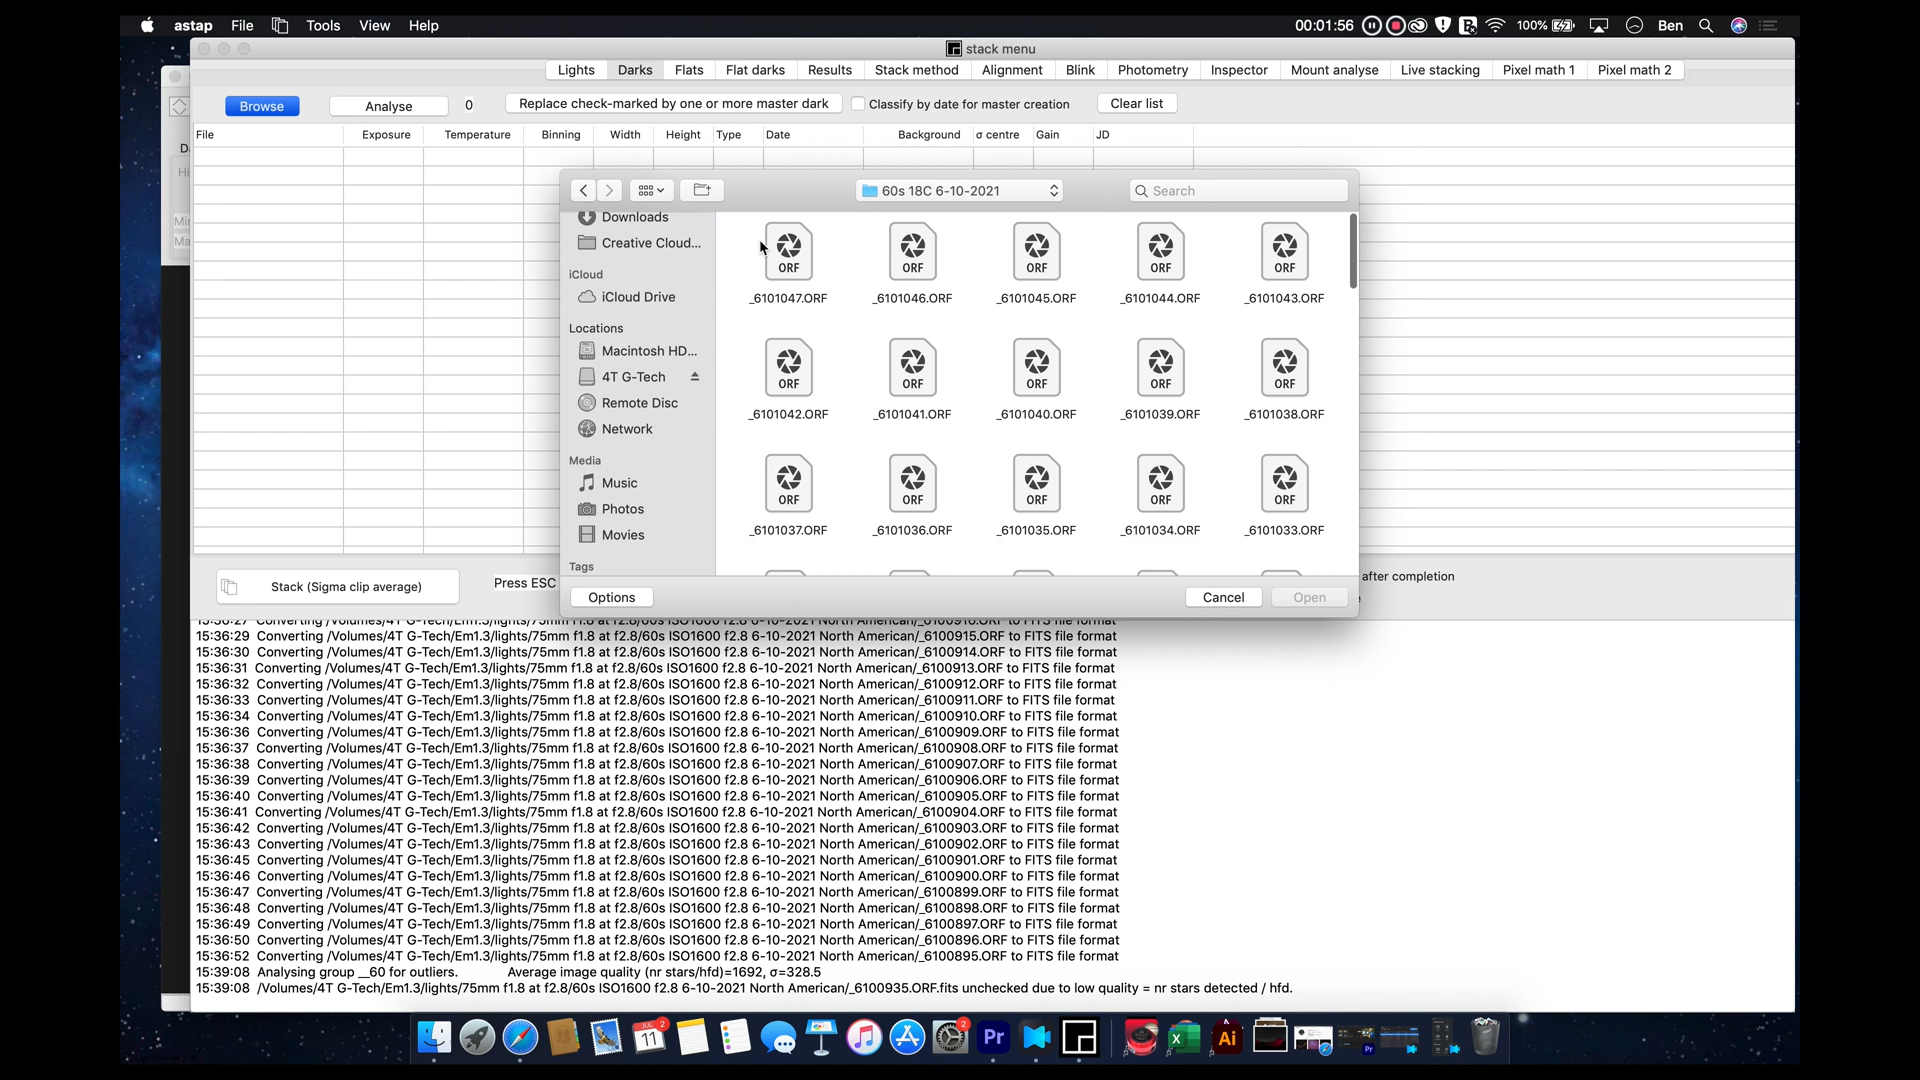 astap File Tools View Help 00:01:56 100% Ben
stack menu
Lights Darks Flats Flat darks Results Stack method Alignment Blink Photometry Inspector Mount analyse Live stacking Pixel math 1 Pixel math 2
Browse Analyse 0 Replace check-marked by one or more master dark Classify by date for master creation Clear list
File Exposure Temperature Binning Width Height Type Date Background σ centre Gain JD
60s 18C 6-10-2021 Search
Downloads
Creative Cloud...
iCloud
iCloud Drive
Locations
Macintosh HD...
4T G-Tech
Remote Disc
Network
Media
Music
Photos
Movies
Tags
ORF ORF ORF ORF ORF
_6101047.ORF _6101046.ORF _6101045.ORF _6101044.ORF _6101043.ORF
ORF ORF ORF ORF ORF
_6101042.ORF _6101041.ORF _6101040.ORF _6101039.ORF _6101038.ORF
ORF ORF ORF ORF ORF
_6101037.ORF _6101036.ORF _6101035.ORF _6101034.ORF _6101033.ORF
Options Cancel Open
Stack (Sigma clip average) Press ESC after completion
15:36:29 Converting /Volumes/4T G-Tech/Em1.3/lights/75mm f1.8 at f2.8/60s ISO1600 f2.8 6-10-2021 North American/_6100915.ORF to FITS file format
15:36:30 Converting /Volumes/4T G-Tech/Em1.3/lights/75mm f1.8 at f2.8/60s ISO1600 f2.8 6-10-2021 North American/_6100914.ORF to FITS file format
15:36:31 Converting /Volumes/4T G-Tech/Em1.3/lights/75mm f1.8 at f2.8/60s ISO1600 f2.8 6-10-2021 North American/_6100913.ORF to FITS file format
15:36:32 Converting /Volumes/4T G-Tech/Em1.3/lights/75mm f1.8 at f2.8/60s ISO1600 f2.8 6-10-2021 North American/_6100912.ORF to FITS file format
15:36:33 Converting /Volumes/4T G-Tech/Em1.3/lights/75mm f1.8 at f2.8/60s ISO1600 f2.8 6-10-2021 North American/_6100911.ORF to FITS file format
15:36:34 Converting /Volumes/4T G-Tech/Em1.3/lights/75mm f1.8 at f2.8/60s ISO1600 f2.8 6-10-2021 North American/_6100910.ORF to FITS file format
15:36:36 Converting /Volumes/4T G-Tech/Em1.3/lights/75mm f1.8 at f2.8/60s ISO1600 f2.8 6-10-2021 North American/_6100909.ORF to FITS file format
15:36:37 Converting /Volumes/4T G-Tech/Em1.3/lights/75mm f1.8 at f2.8/60s ISO1600 f2.8 6-10-2021 North American/_6100908.ORF to FITS file format
15:36:38 Converting /Volumes/4T G-Tech/Em1.3/lights/75mm f1.8 at f2.8/60s ISO1600 f2.8 6-10-2021 North American/_6100907.ORF to FITS file format
15:36:39 Converting /Volumes/4T G-Tech/Em1.3/lights/75mm f1.8 at f2.8/60s ISO1600 f2.8 6-10-2021 North American/_6100906.ORF to FITS file format
15:36:40 Converting /Volumes/4T G-Tech/Em1.3/lights/75mm f1.8 at f2.8/60s ISO1600 f2.8 6-10-2021 North American/_6100905.ORF to FITS file format
15:36:41 Converting /Volumes/4T G-Tech/Em1.3/lights/75mm f1.8 at f2.8/60s ISO1600 f2.8 6-10-2021 North American/_6100904.ORF to FITS file format
15:36:42 Converting /Volumes/4T G-Tech/Em1.3/lights/75mm f1.8 at f2.8/60s ISO1600 f2.8 6-10-2021 North American/_6100903.ORF to FITS file format
15:36:43 Converting /Volumes/4T G-Tech/Em1.3/lights/75mm f1.8 at f2.8/60s ISO1600 f2.8 6-10-2021 North American/_6100902.ORF to FITS file format
15:36:45 Converting /Volumes/4T G-Tech/Em1.3/lights/75mm f1.8 at f2.8/60s ISO1600 f2.8 6-10-2021 North American/_6100901.ORF to FITS file format
15:36:46 Converting /Volumes/4T G-Tech/Em1.3/lights/75mm f1.8 at f2.8/60s ISO1600 f2.8 6-10-2021 North American/_6100900.ORF to FITS file format
15:36:47 Converting /Volumes/4T G-Tech/Em1.3/lights/75mm f1.8 at f2.8/60s ISO1600 f2.8 6-10-2021 North American/_6100899.ORF to FITS file format
15:36:48 Converting /Volumes/4T G-Tech/Em1.3/lights/75mm f1.8 at f2.8/60s ISO1600 f2.8 6-10-2021 North American/_6100898.ORF to FITS file format
15:36:49 Converting /Volumes/4T G-Tech/Em1.3/lights/75mm f1.8 at f2.8/60s ISO1600 f2.8 6-10-2021 North American/_6100897.ORF to FITS file format
15:36:50 Converting /Volumes/4T G-Tech/Em1.3/lights/75mm f1.8 at f2.8/60s ISO1600 f2.8 6-10-2021 North American/_6100896.ORF to FITS file format
15:36:52 Converting /Volumes/4T G-Tech/Em1.3/lights/75mm f1.8 at f2.8/60s ISO1600 f2.8 6-10-2021 North American/_6100895.ORF to FITS file format
15:39:08 Analysing group __60 for outliers. Average image quality (nr stars/hfd)=1692, σ=328.5
15:39:08 /Volumes/4T G-Tech/Em1.3/lights/75mm f1.8 at f2.8/60s ISO1600 f2.8 6-10-2021 North American/_6100935.ORF.fits unchecked due to low quality = nr stars detected / hfd.
JUL 11 2 2 Pr Ai